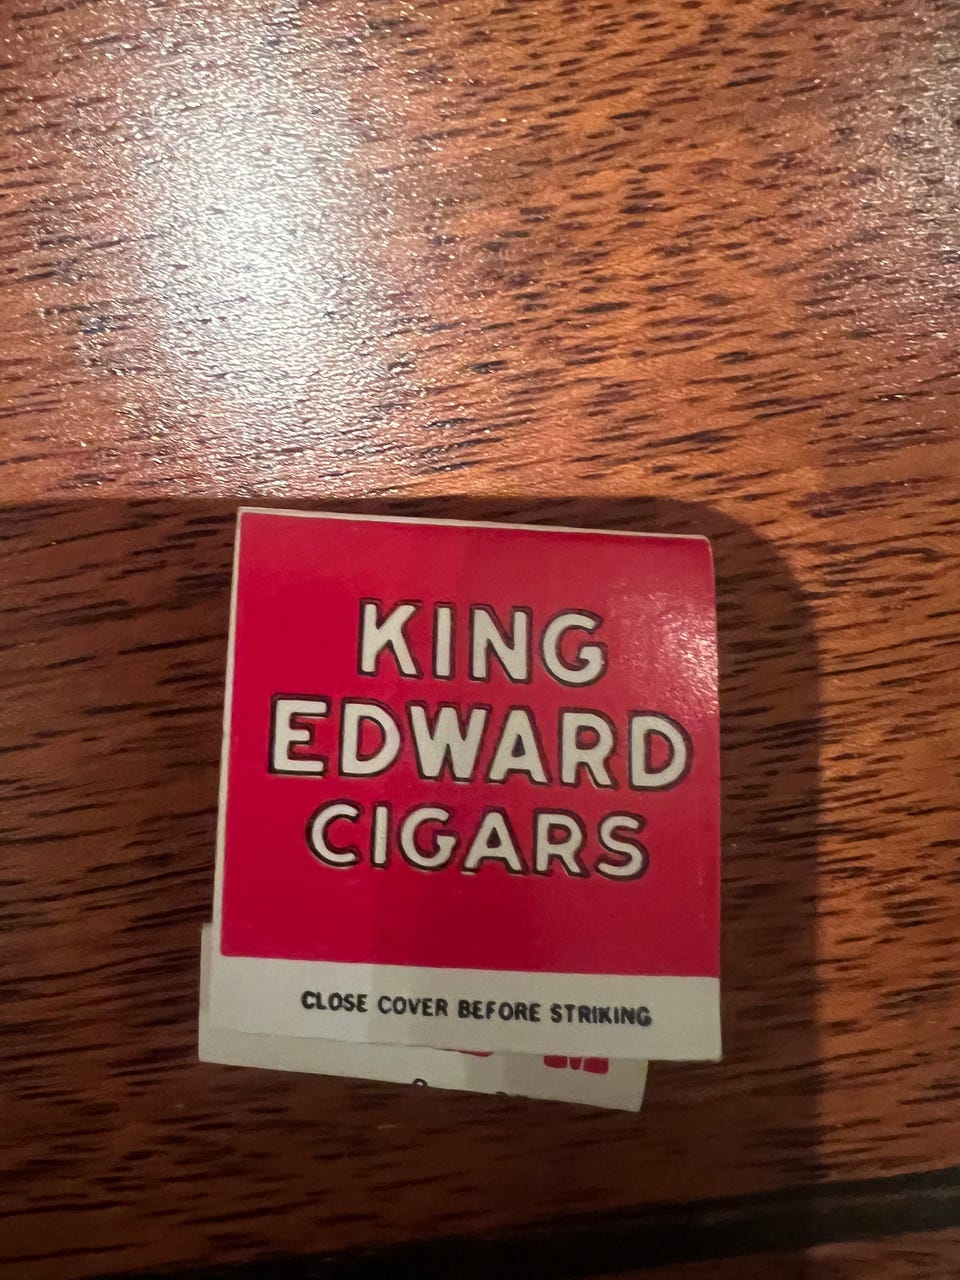 KING
EDWARD
CIGARS
CLOSE COVER BEFORE STRIKING